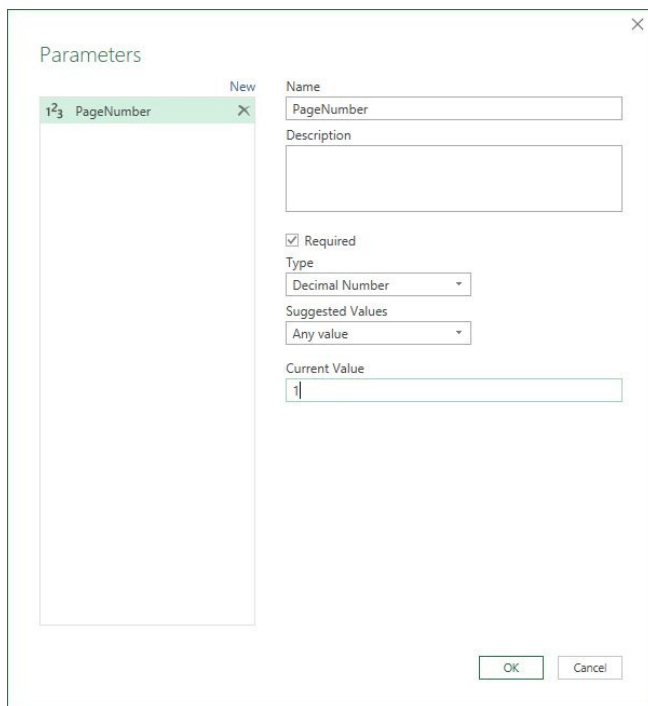 Parameters
New
1²3 PageNumber
Name
PageNumber
Description
Required
Type
Decimal Number
Suggested Values
Any value
Current Value
1
OK
Cancel